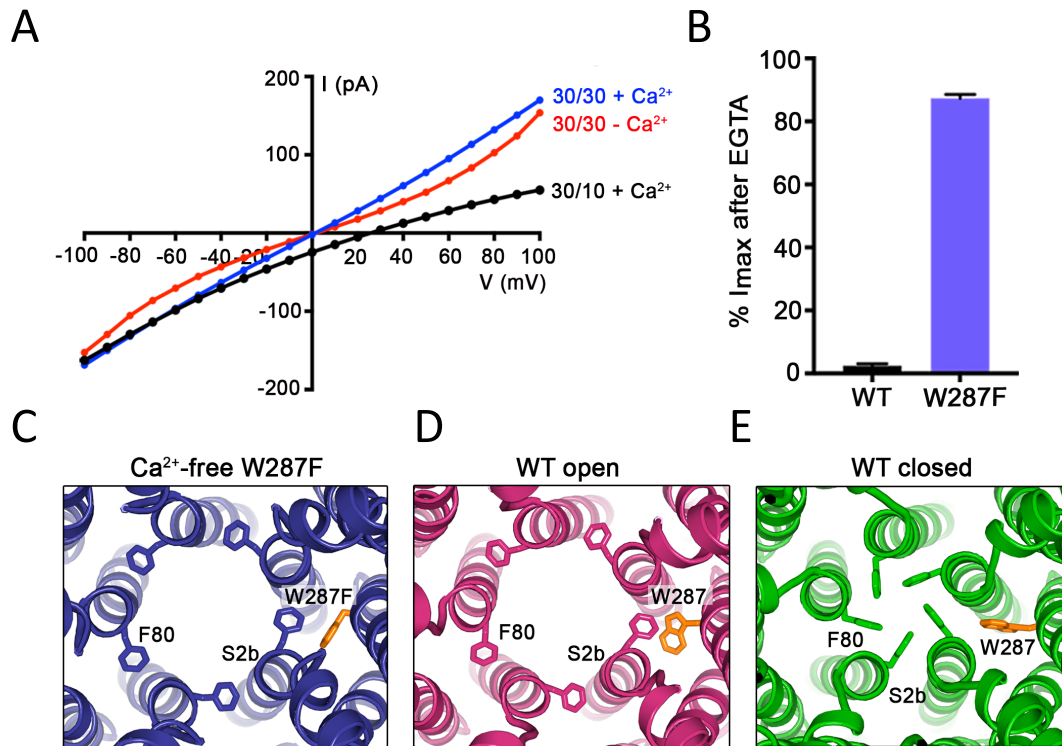 A
I (pA)
200
100
-100
-200
-100 -80 -60 -40 -20 20 40 60 80 100
V (mV)
30/30 + Ca²⁺
30/30 - Ca²⁺
30/10 + Ca²⁺
B
% Imax after EGTA
100
80
60
40
20
0
WT W287F
C
Ca²⁺-free W287F
W287F
F80
S2b
D
WT open
W287
F80
S2b
E
WT closed
F80
W287
S2b